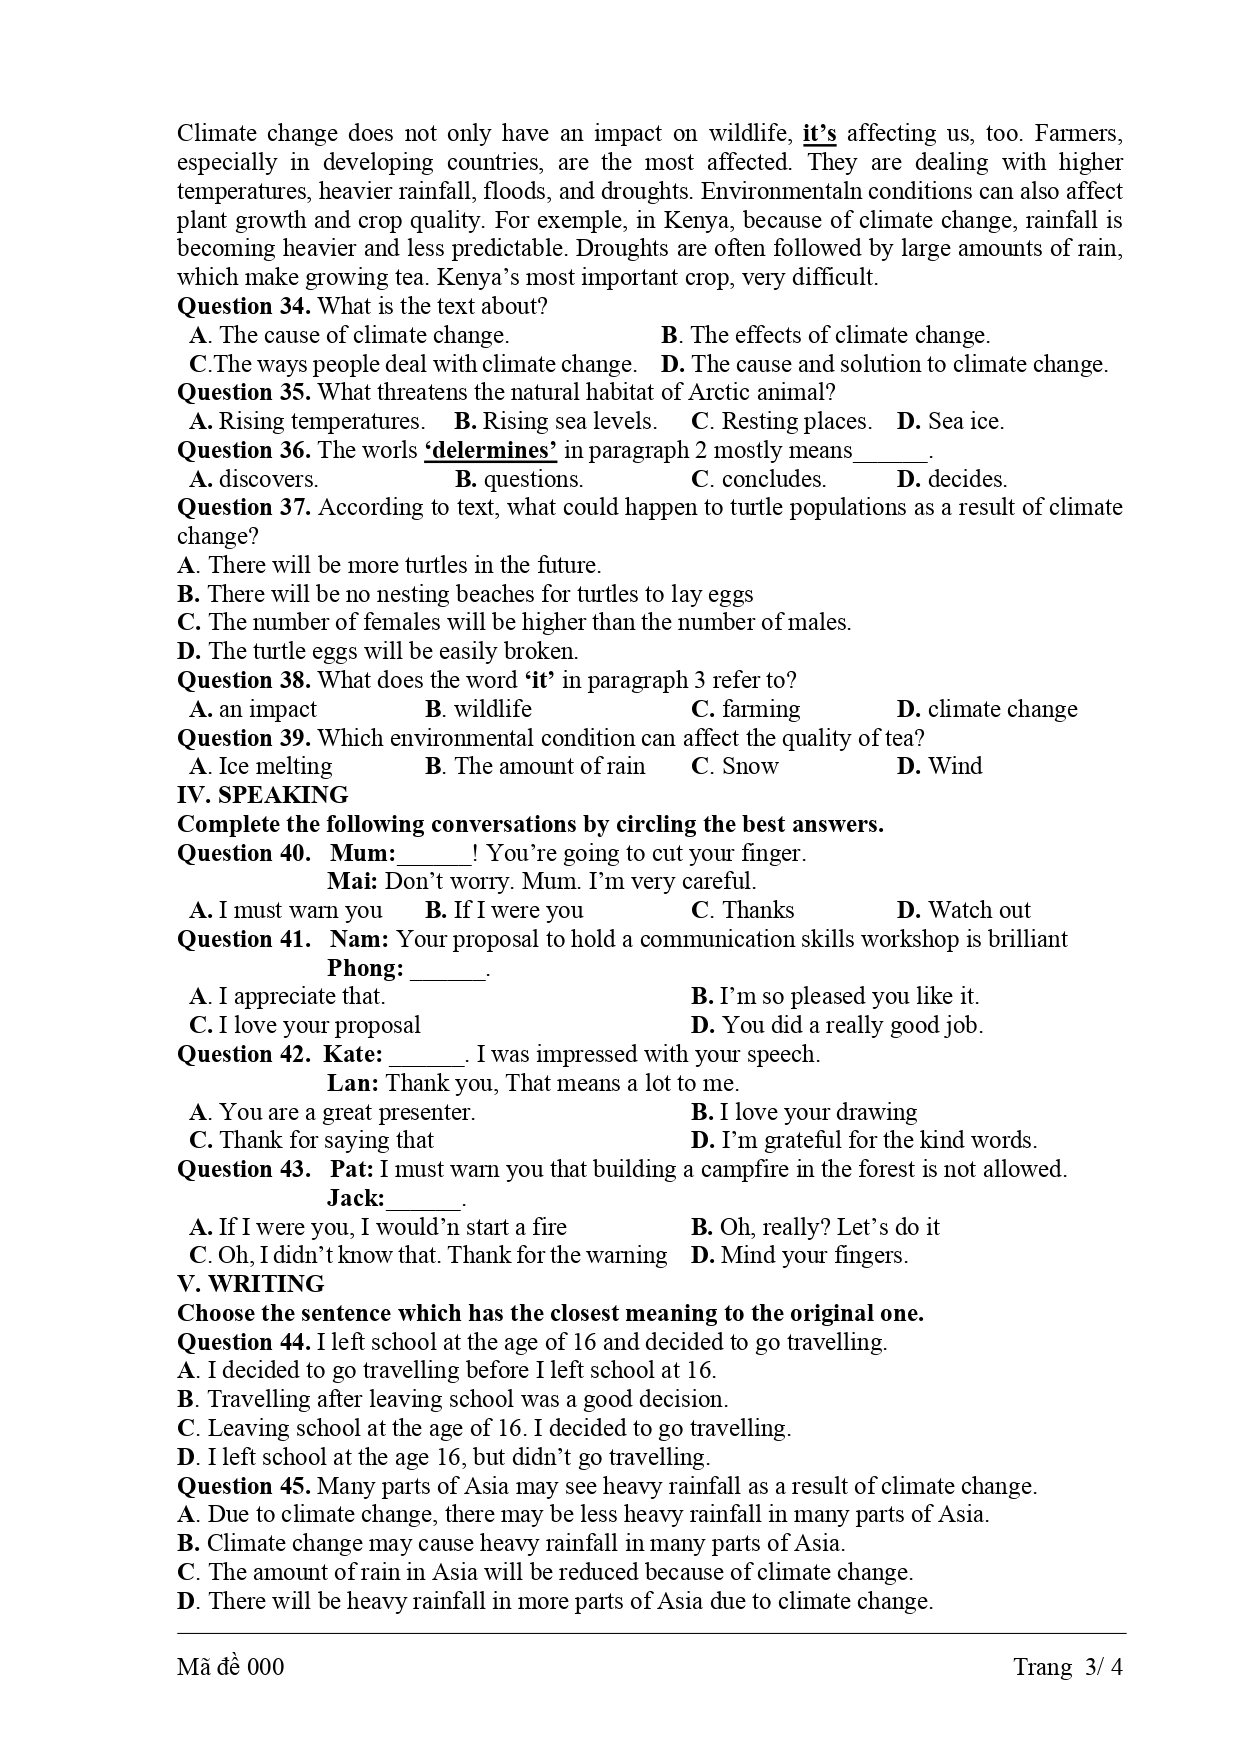 Climate change does not only have an impact on wildlife, it's affecting us, too. Farmers,
especially in developing countries, are the most affected. They are dealing with higher
temperatures, heavier rainfall, floods, and droughts. Environmentaln conditions can also affect
plant growth and crop quality. For exemple, in Kenya, because of climate change, rainfall is
becoming heavier and less predictable. Droughts are often followed by large amounts of rain,
which make growing tea. Kenya's most important crop, very difficult.
Question 34. What is the text about?
A. The cause of climate change. B. The effects of climate change.
C.The ways people deal with climate change. D. The cause and solution to climate change.
Question 35. What threatens the natural habitat of Arctic animal?
A. Rising temperatures. B. Rising sea levels. C. Resting places. D. Sea ice.
Question 36. The worls 'delermines' in paragraph 2 mostly means______.
A. discovers. B. questions. C. concludes. D. decides.
Question 37. According to text, what could happen to turtle populations as a result of climate
change?
A. There will be more turtles in the future.
B. There will be no nesting beaches for turtles to lay eggs
C. The number of females will be higher than the number of males.
D. The turtle eggs will be easily broken.
Question 38. What does the word 'it' in paragraph 3 refer to?
A. an impact B. wildlife C. farming D. climate change
Question 39. Which environmental condition can affect the quality of tea?
A. Ice melting B. The amount of rain C. Snow D. Wind
IV. SPEAKING
Complete the following conversations by circling the best answers.
Question 40. Mum:______! You're going to cut your finger.
Mai: Don't worry. Mum. I'm very careful.
A. I must warn you B. If I were you C. Thanks D. Watch out
Question 41. Nam: Your proposal to hold a communication skills workshop is brilliant
Phong: ______.
A. I appreciate that. B. I'm so pleased you like it.
C. I love your proposal D. You did a really good job.
Question 42. Kate: ______. I was impressed with your speech.
Lan: Thank you, That means a lot to me.
A. You are a great presenter. B. I love your drawing
C. Thank for saying that D. I'm grateful for the kind words.
Question 43. Pat: I must warn you that building a campfire in the forest is not allowed.
Jack:______.
A. If I were you, I would'n start a fire B. Oh, really? Let's do it
C. Oh, I didn't know that. Thank for the warning D. Mind your fingers.
V. WRITING
Choose the sentence which has the closest meaning to the original one.
Question 44. I left school at the age of 16 and decided to go travelling.
A. I decided to go travelling before I left school at 16.
B. Travelling after leaving school was a good decision.
C. Leaving school at the age of 16. I decided to go travelling.
D. I left school at the age 16, but didn't go travelling.
Question 45. Many parts of Asia may see heavy rainfall as a result of climate change.
A. Due to climate change, there may be less heavy rainfall in many parts of Asia.
B. Climate change may cause heavy rainfall in many parts of Asia.
C. The amount of rain in Asia will be reduced because of climate change.
D. There will be heavy rainfall in more parts of Asia due to climate change.
Mã đề 000 Trang 3/ 4